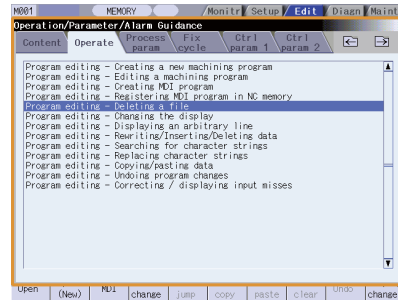 M001 MEMORY Monitr Setup Edit Diagn Maint
Operation/Parameter/Alarm Guidance
Content Operate Process param Fix cycle Ctrl param 1 Ctrl param 2
Program editing - Creating a new machining program
Program editing - Editing a machining program
Program editing - Creating MDI program
Program editing - Registering MDI program in NC memory
Program editing - Deleting a file
Program editing - Changing the display
Program editing - Displaying an arbitrary line
Program editing - Rewriting/Inserting/Deleting data
Program editing - Searching for character strings
Program editing - Replacing character strings
Program editing - Copying/pasting data
Program editing - Undoing program changes
Program editing - Correcting / displaying input misses
Open (New) MDI change jump copy paste clear Undo change